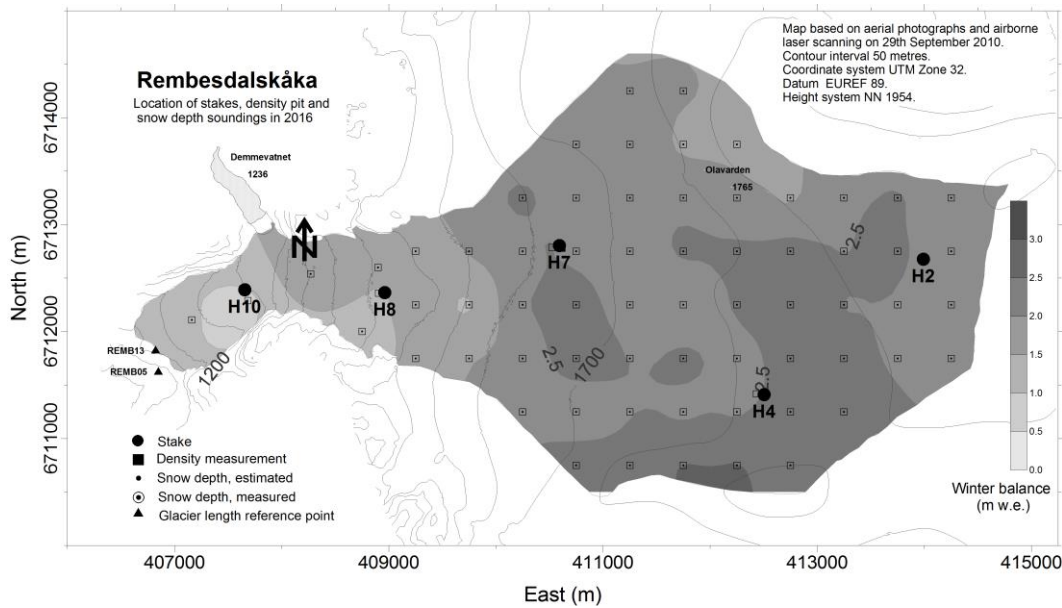 Map based on aerial photographs and airborne
laser scanning on 29th September 2010.
Contour interval 50 metres.
Coordinate system UTM Zone 32.
Datum EUREF 89.
Height system NN 1954.
Rembesdalskåka
Location of stakes, density pit and
snow depth soundings in 2016
Demmevatnet
1236
Olavarden
1765
N
H7
H2
H10
H8
H4
2.5
2.5
2.5
1700
1200
REMB13
REMB05
Stake
Density measurement
Snow depth, estimated
Snow depth, measured
Glacier length reference point
3.0
2.5
2.0
1.5
1.0
0.5
0.0
Winter balance
(m w.e.)
North (m)
6714000
6713000
6712000
6711000
407000
409000
411000
413000
415000
East (m)